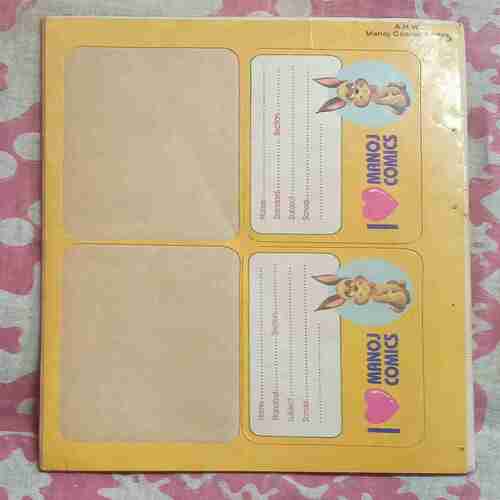 A.H.W.
Manoj Comics
I
MANOJ
COMICS
Name
Standard Section
Subject
School
I
MANOJ
COMICS
Name
Standard Section
Subject
School